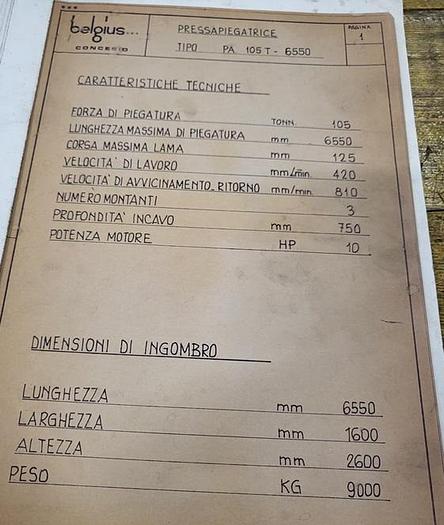 belgius...
CONCESIO
PRESSAPIEGATRICE
TIPO PA 105 T - 6550
PAGINA
1
CARATTERISTICHE TECNICHE
FORZA DI PIEGATURA TONN. 105
LUNGHEZZA MASSIMA DI PIEGATURA mm 6550
CORSA MASSIMA LAMA mm 125
VELOCITA' DI LAVORO mm/min. 420
VELOCITA' DI AVVICINAMENTO_RITORNO mm/min. 810
NUMERO MONTANTI 3
PROFONDITA' INCAVO mm 750
POTENZA MOTORE HP 10
DIMENSIONI DI INGOMBRO
LUNGHEZZA mm 6550
LARGHEZZA mm 1600
ALTEZZA mm 2600
PESO KG 9000